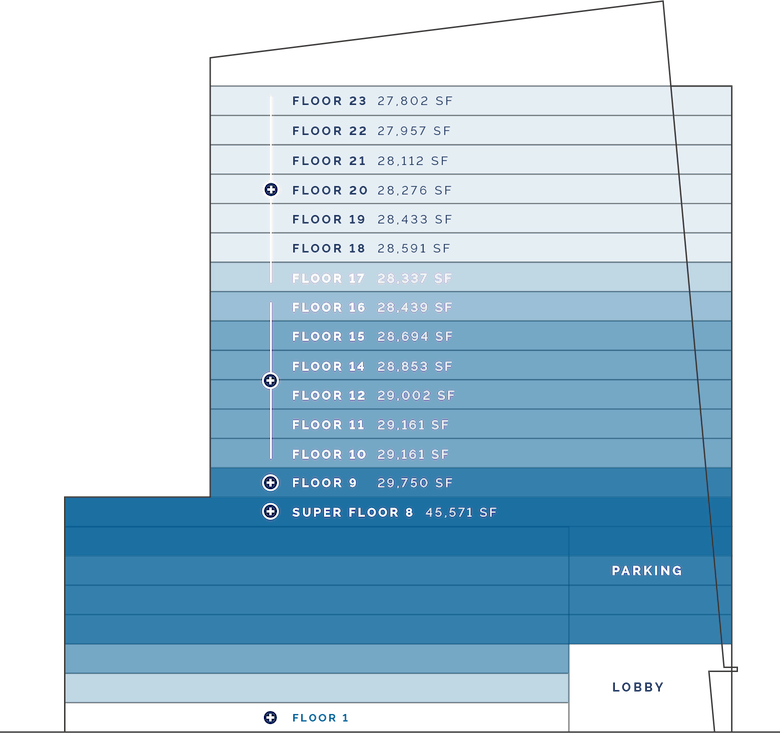 FLOOR 23 27,802 SF
FLOOR 22 27,957 SF
FLOOR 21 28,112 SF
FLOOR 20 28,276 SF
FLOOR 19 28,433 SF
FLOOR 18 28,591 SF
FLOOR 17 28,337 SF
FLOOR 16 28,439 SF
FLOOR 15 28,694 SF
FLOOR 14 28,853 SF
FLOOR 12 29,002 SF
FLOOR 11 29,161 SF
FLOOR 10 29,161 SF
FLOOR 9 29,750 SF
SUPER FLOOR 8 45,571 SF
PARKING
LOBBY
FLOOR 1